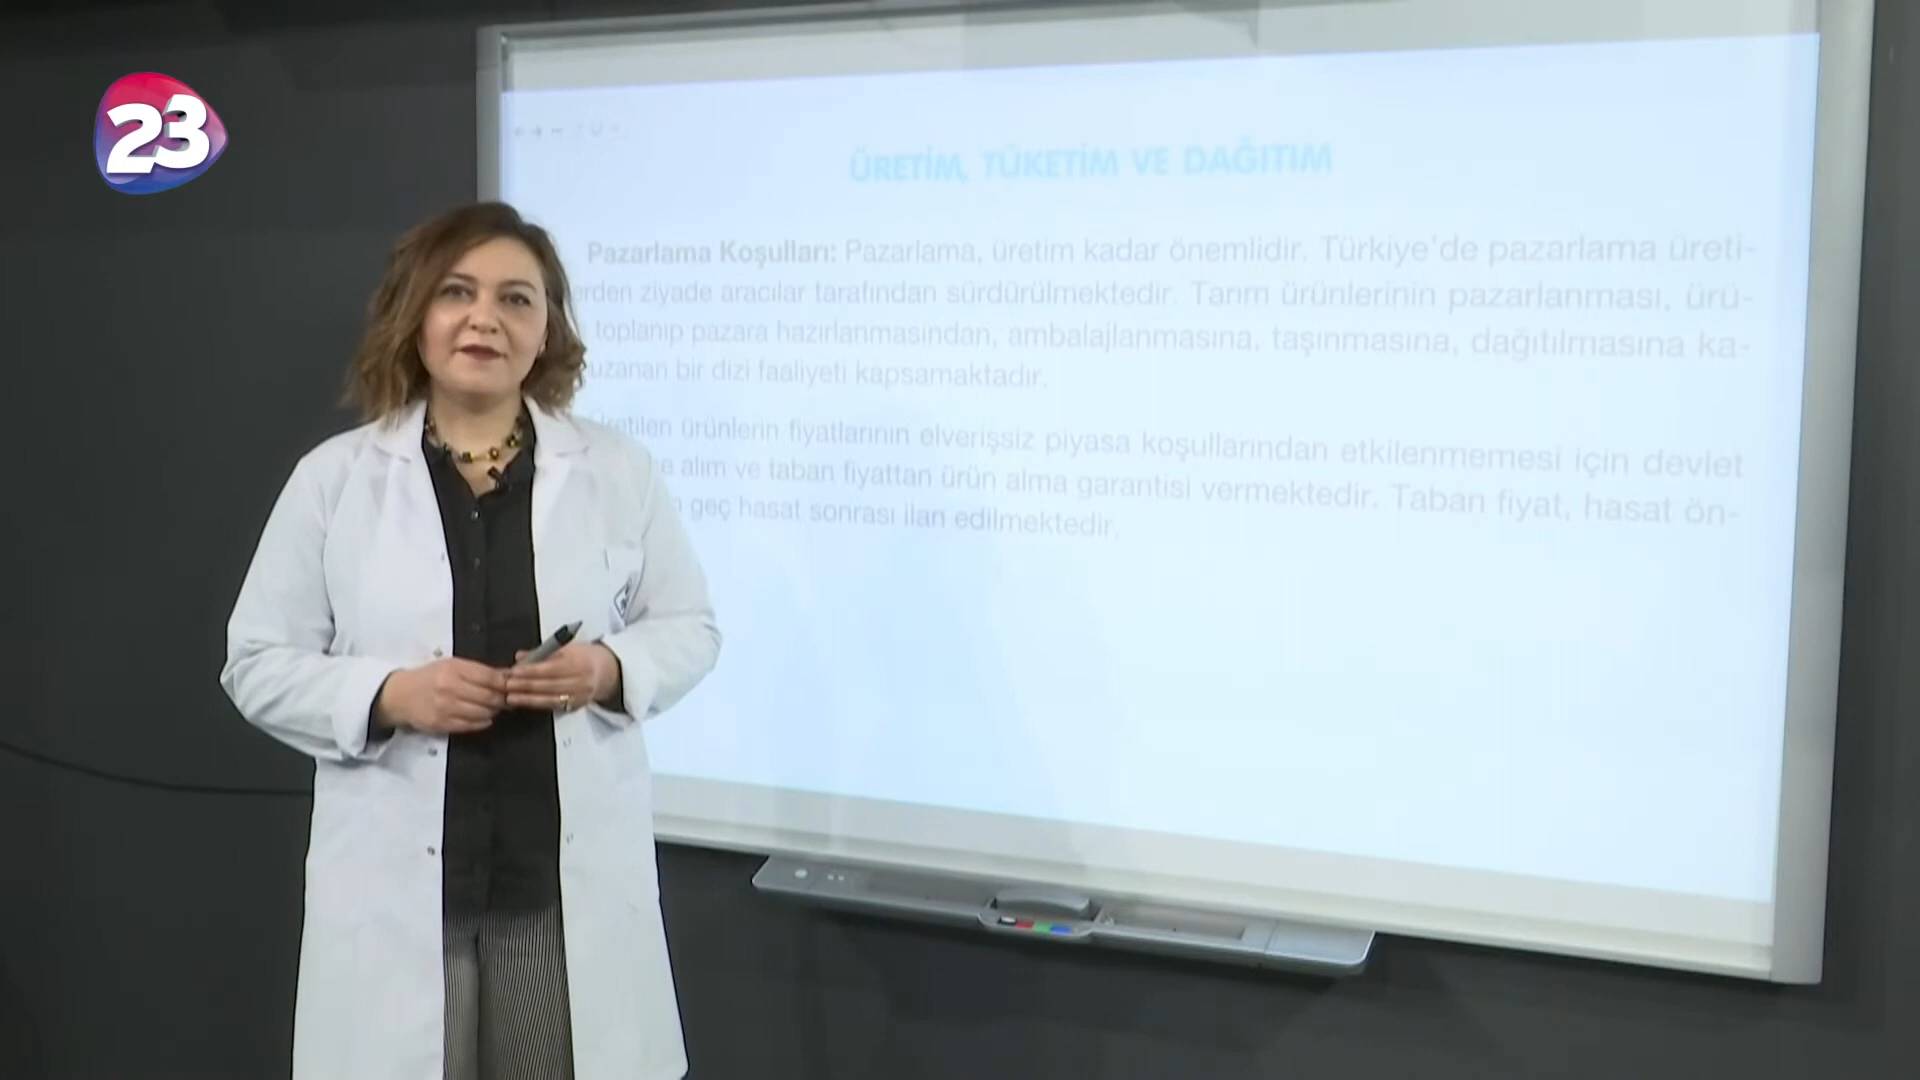 23
ÜRETİM, TÜKETİM VE DAĞITIM
Pazarlama Koşulları: Pazarlama, üretim kadar önemlidir. Türkiye'de pazarlama üreti-
erden ziyade aracılar tarafından sürdürülmektedir. Tarım ürünlerinin pazarlanması, ürü-
toplanıp pazara hazırlanmasından, ambalajlanmasına, taşınmasına, dağıtılmasına ka-
uzanan bir dizi faaliyeti kapsamaktadır.
Üretilen ürünlerin fiyatlarının elverişsiz piyasa koşullarından etkilenmemesi için devlet
alım ve taban fiyattan ürün alma garantisi vermektedir. Taban fiyat, hasat ön-
geç hasat sonrası ilan edilmektedir.